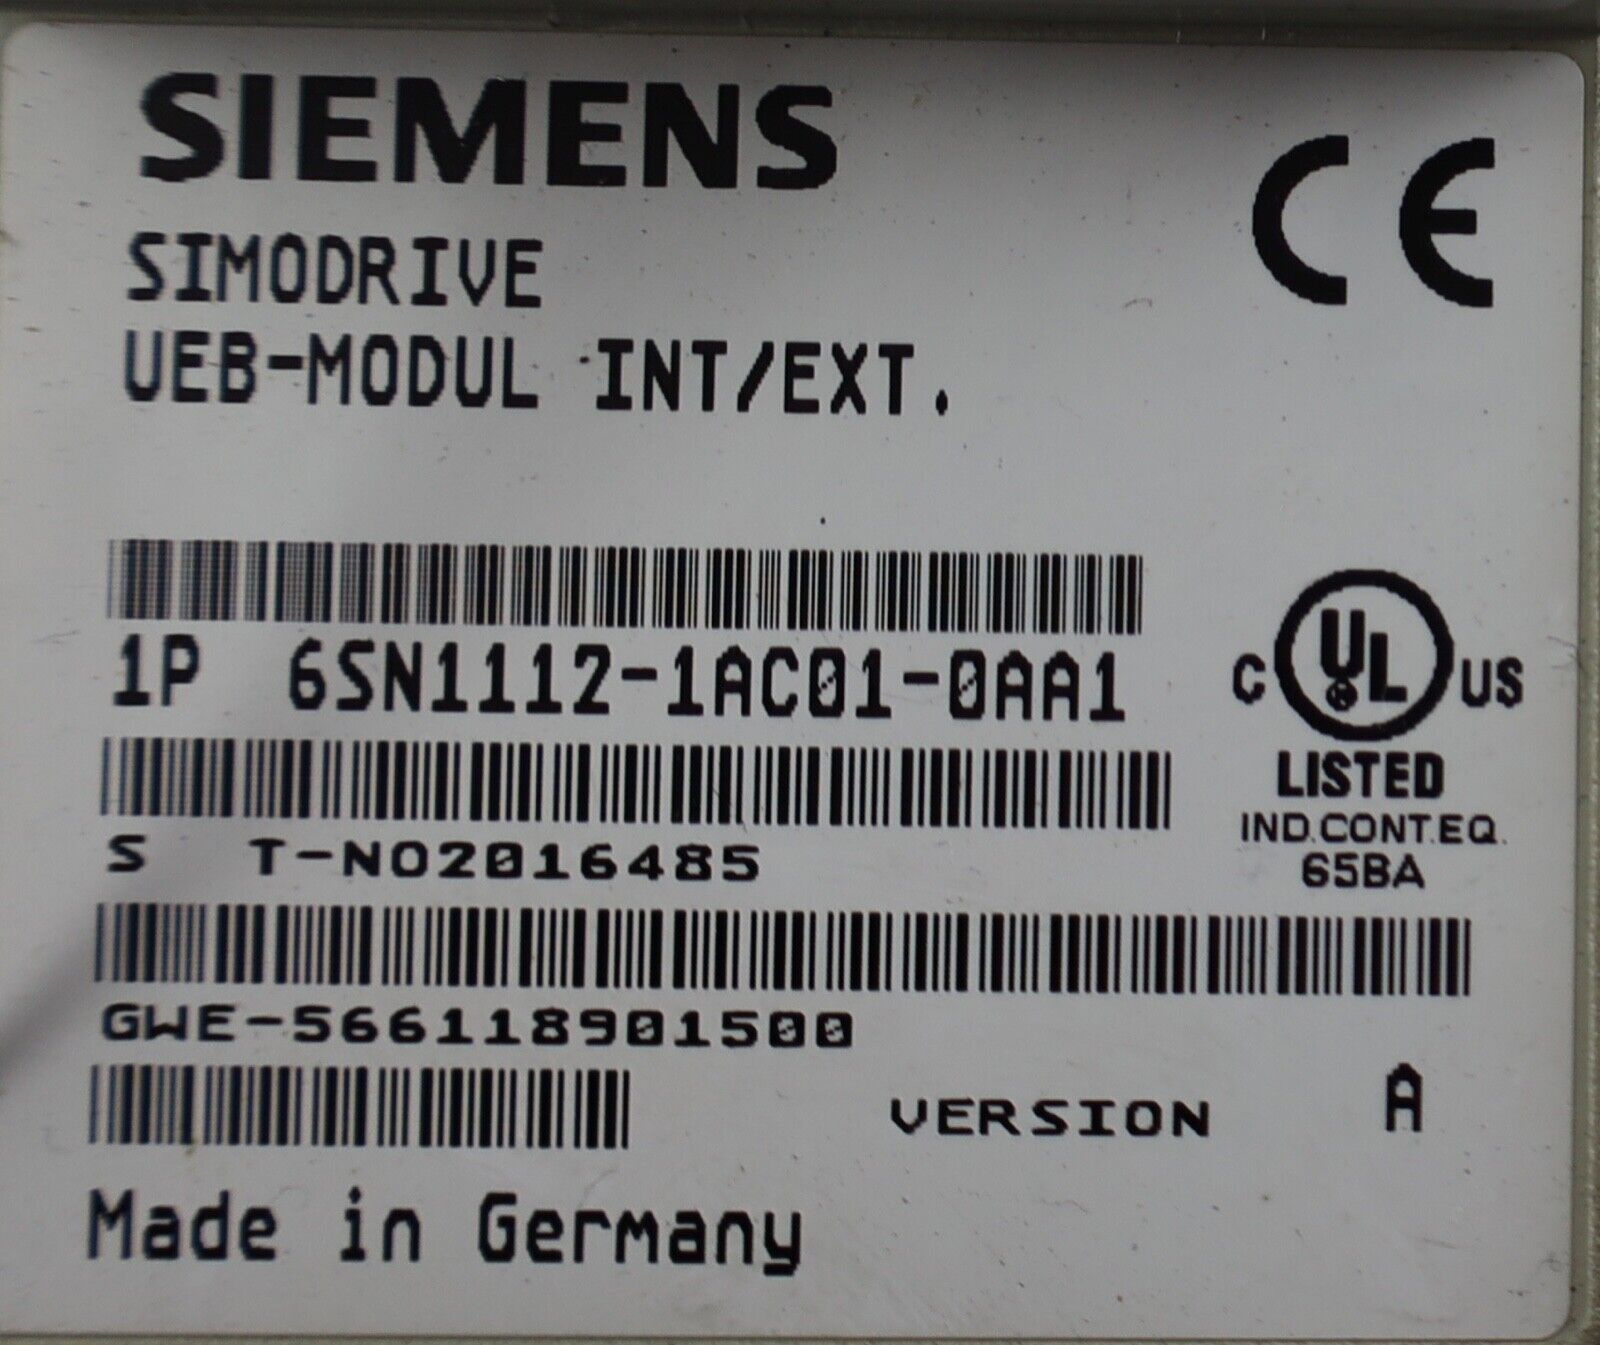 SIEMENS
CE
SIMODRIVE
UEB-MODUL INT/EXT.
1P 6SN1112-1AC01-0AA1
C UL US
LISTED
IND.CONT.EQ.
65BA
S T-NO2016485
GWE-566118901500
VERSION A
Made in Germany